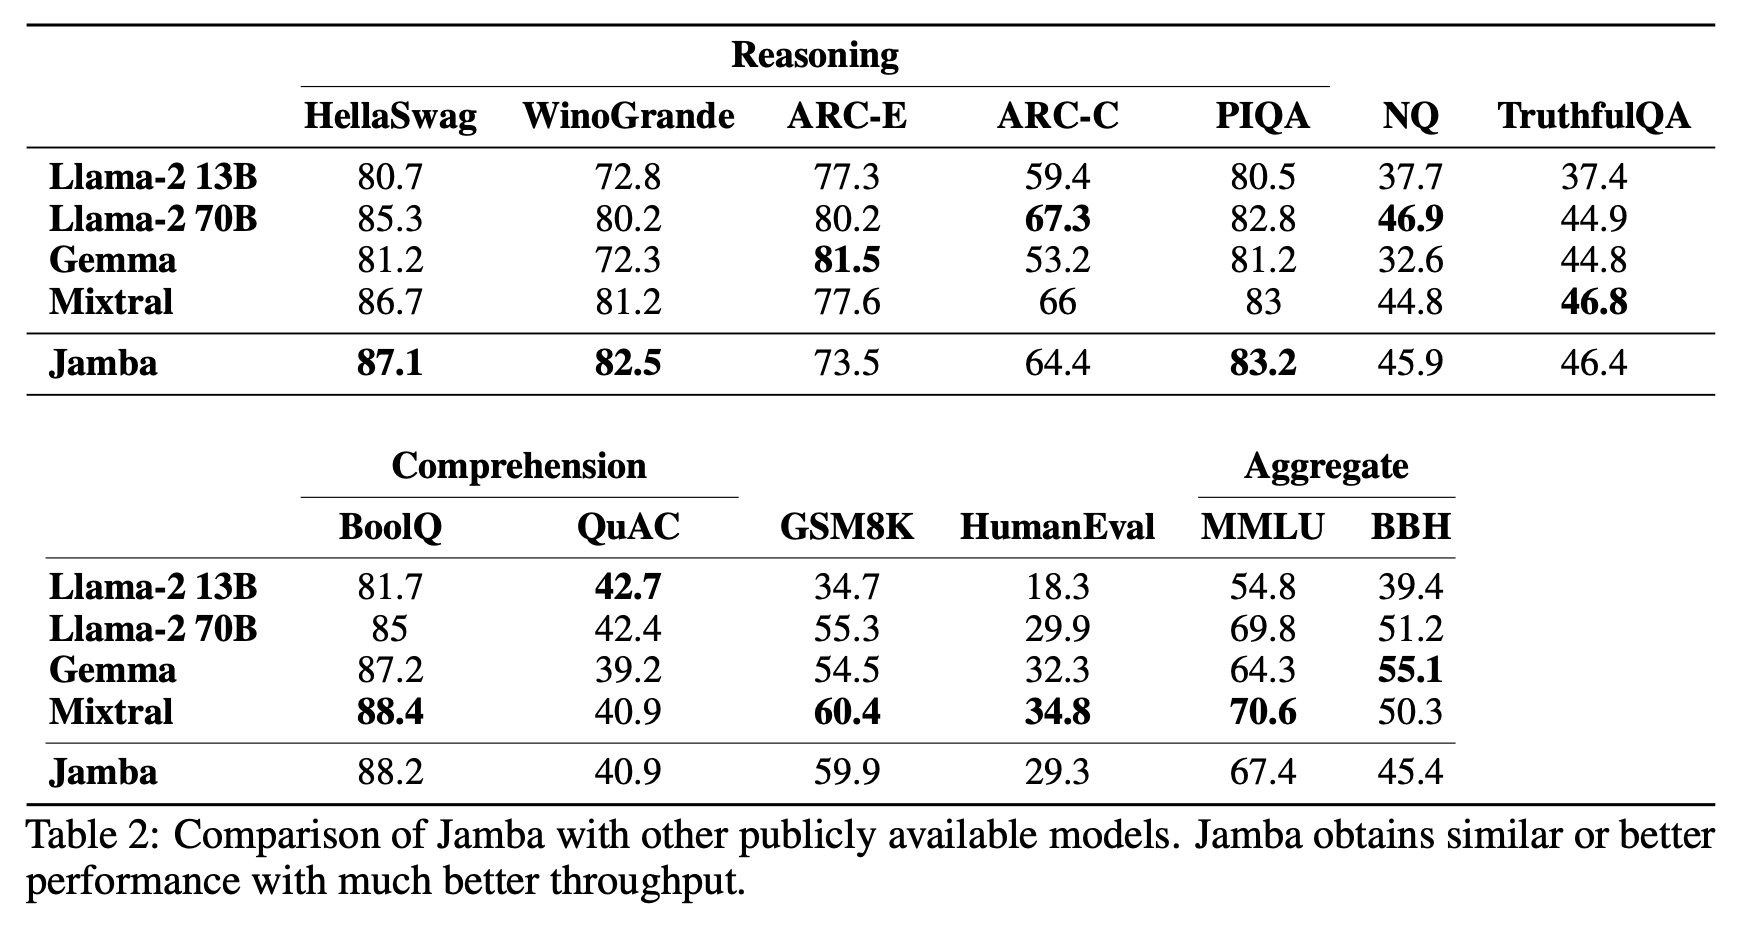 Reasoning
HellaSwag WinoGrande ARC-E ARC-C PIQA NQ TruthfulQA
Llama-2 13B 80.7 72.8 77.3 59.4 80.5 37.7 37.4
Llama-2 70B 85.3 80.2 80.2 67.3 82.8 46.9 44.9
Gemma 81.2 72.3 81.5 53.2 81.2 32.6 44.8
Mixtral 86.7 81.2 77.6 66 83 44.8 46.8
Jamba 87.1 82.5 73.5 64.4 83.2 45.9 46.4
Comprehension Aggregate
BoolQ QuAC GSM8K HumanEval MMLU BBH
Llama-2 13B 81.7 42.7 34.7 18.3 54.8 39.4
Llama-2 70B 85 42.4 55.3 29.9 69.8 51.2
Gemma 87.2 39.2 54.5 32.3 64.3 55.1
Mixtral 88.4 40.9 60.4 34.8 70.6 50.3
Jamba 88.2 40.9 59.9 29.3 67.4 45.4
Table 2: Comparison of Jamba with other publicly available models. Jamba obtains similar or better
performance with much better throughput.